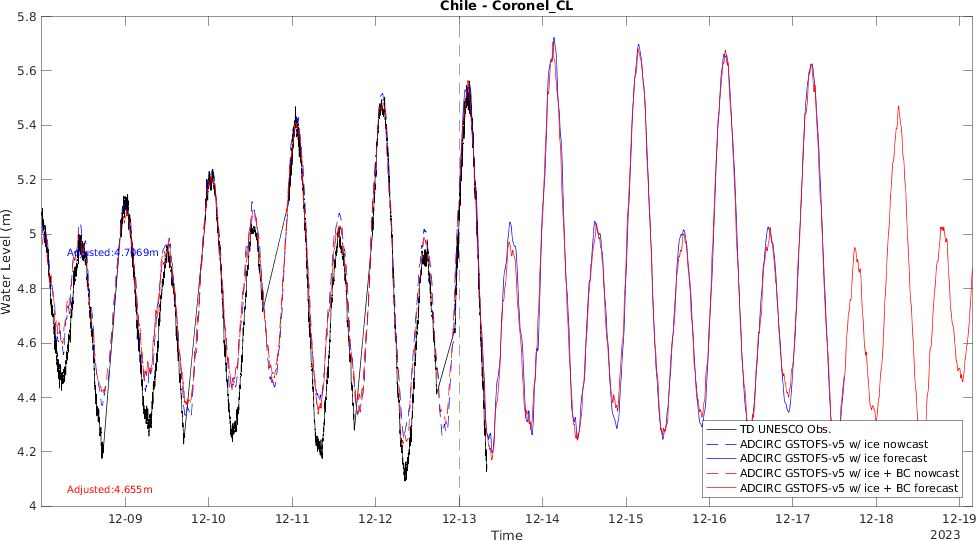 Chile - Coronel_CL
5.8
5.6
5.4
5.2
5
4.8
4.6
4.4
4.2
4
Water Level (m)
Adjusted:4.7069m
Adjusted:4.655m
TD UNESCO Obs.
ADCIRC GSTOFS-v5 w/ ice nowcast
ADCIRC GSTOFS-v5 w/ ice forecast
ADCIRC GSTOFS-v5 w/ ice + BC nowcast
ADCIRC GSTOFS-v5 w/ ice + BC forecast
12-09 12-10 12-11 12-12 12-13 12-14 12-15 12-16 12-17 12-18 12-19
Time
2023